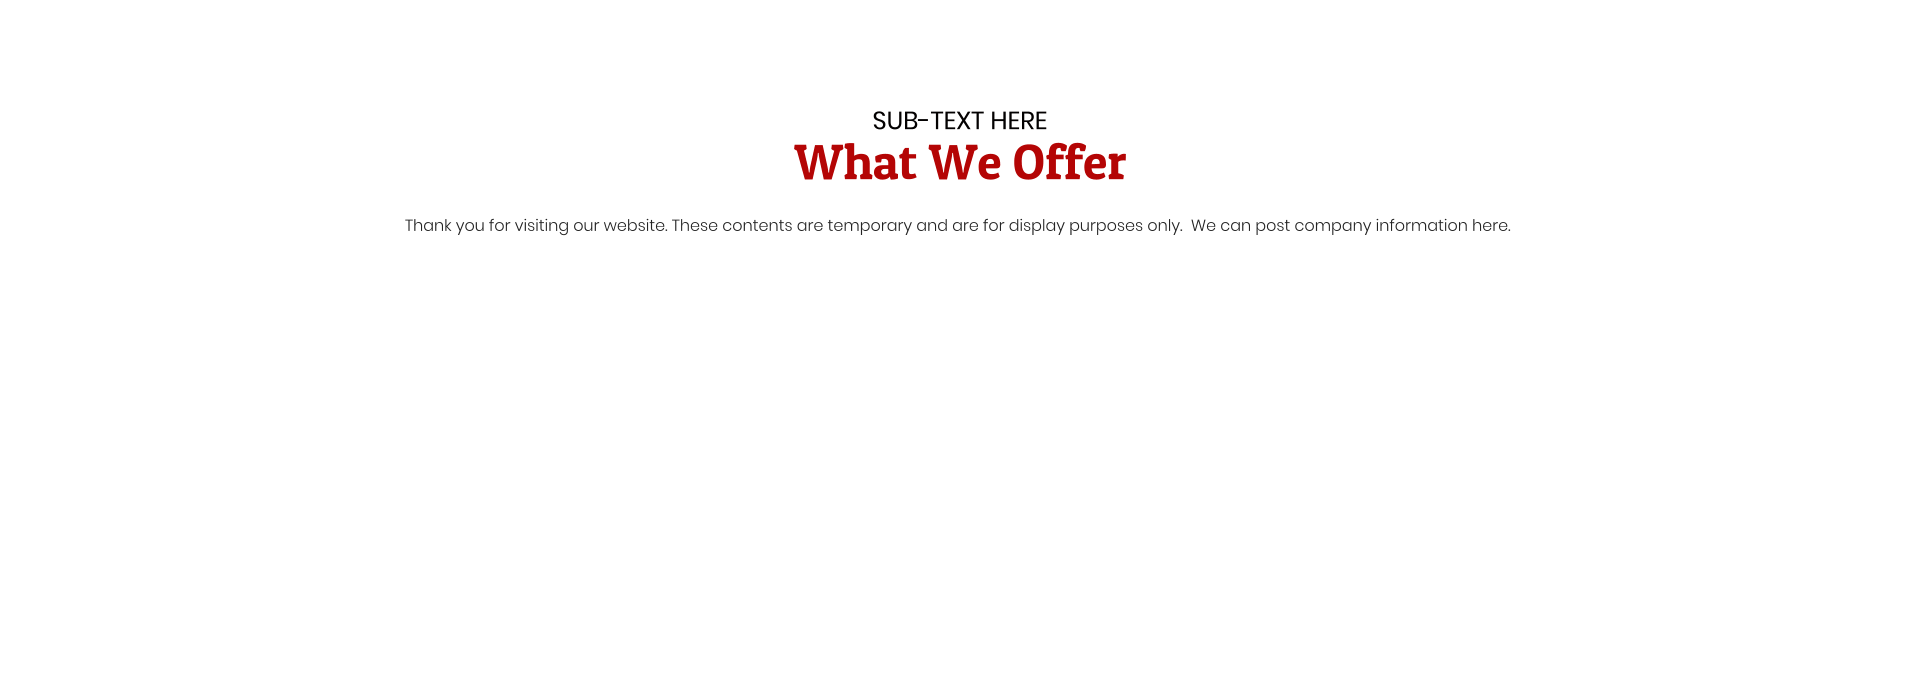 SUB-TEXT HERE
What We Offer
Thank you for visiting our website. These contents are temporary and are for display purposes only.  We can post company information here.